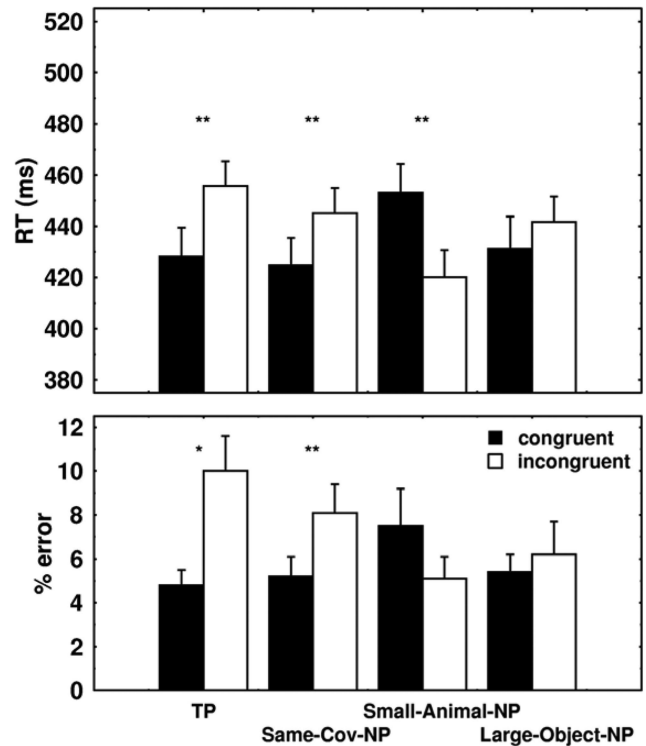 520
500
480
460
440
420
400
380
RT (ms)
** ** **
12
10
8
6
4
2
0
% error
* **
congruent
incongruent
TP
Same-Cov-NP
Small-Animal-NP
Large-Object-NP